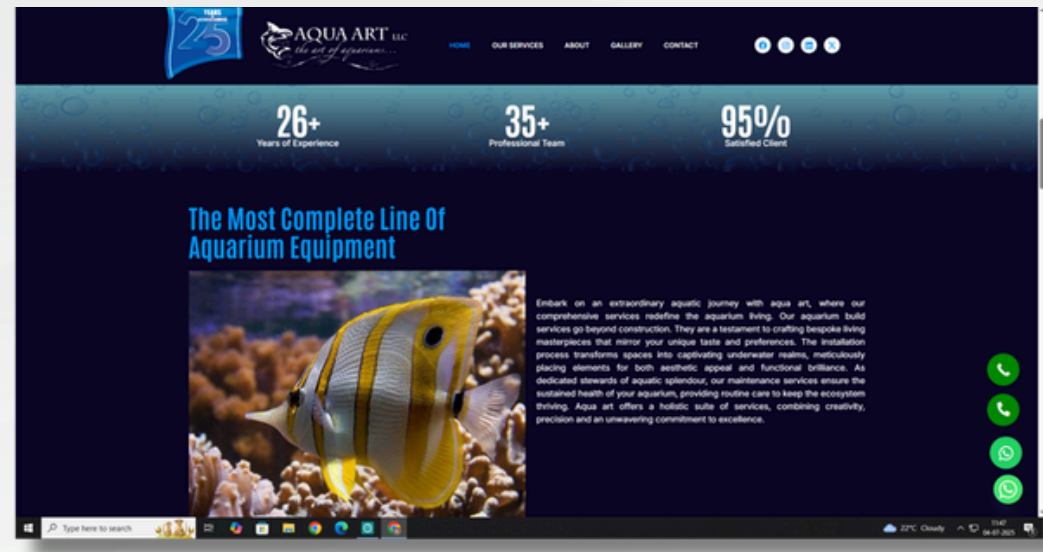 YEARS
25
AQUA ART LLC
the art of aquariums...
HOME OUR SERVICES ABOUT GALLERY CONTACT
26+ 35+ 95%
Years of Experience Professional Team Satisfied Client
The Most Complete Line Of
Aquarium Equipment
Embark on an extraordinary aquatic journey with aqua art, where our
comprehensive services redefine the aquarium living. Our aquarium build
services go beyond construction. They are a testament to crafting bespoke living
masterpieces that mirror your unique taste and preferences. The installation
process transforms spaces into captivating underwater realms, meticulously
placing elements for both aesthetic appeal and functional brilliance. As
dedicated stewards of aquatic splendour, our maintenance services ensure the
sustained health of your aquarium, providing routine care to keep the ecosystem
thriving. Aqua art offers a holistic suite of services, combining creativity,
precision and an unwavering commitment to excellence.
Type here to search
22°C Cloudy
11:47
04-07-2025